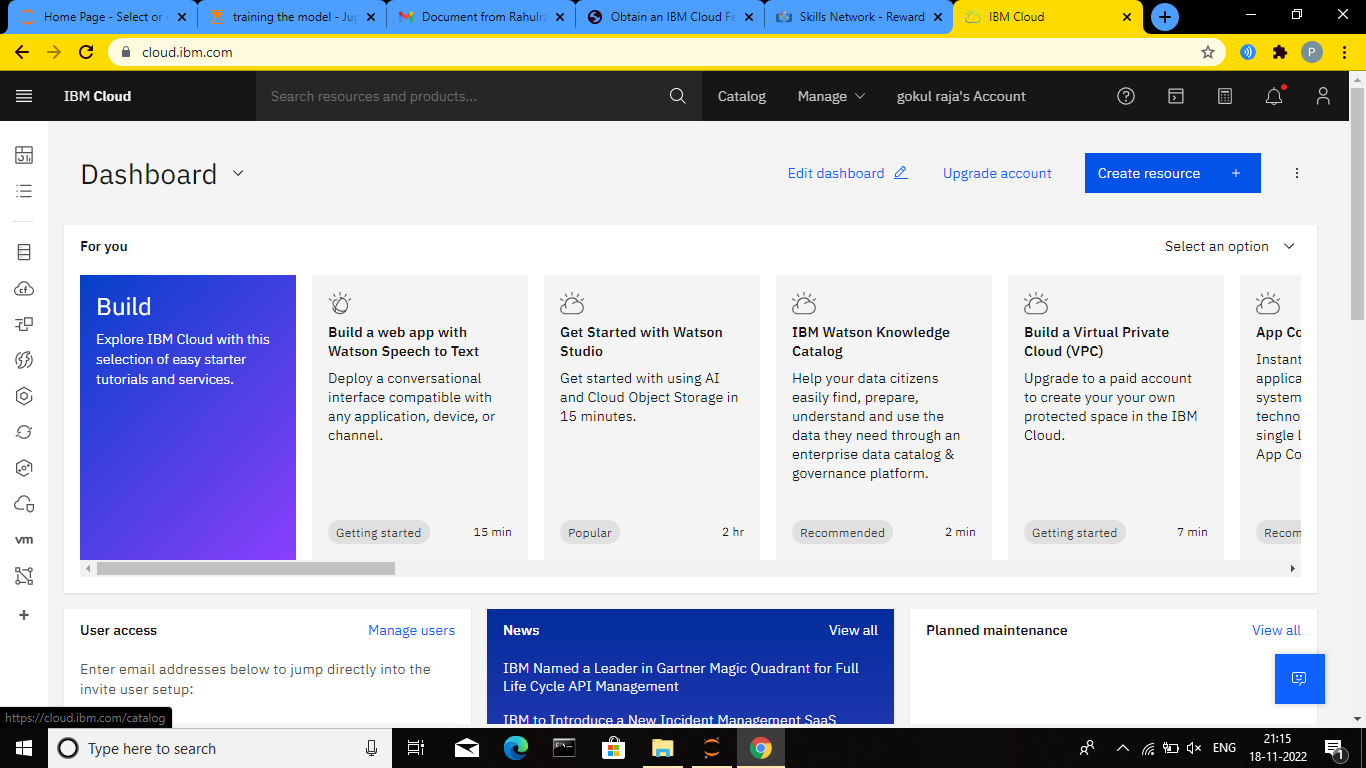 Home Page - Select or
training the model - Ju
Document from Rahulra
Obtain an IBM Cloud Fe
Skills Network - Reward
IBM Cloud
cloud.ibm.com
P
IBM Cloud
Search resources and products...
Catalog
Manage
gokul raja's Account
Dashboard
Edit dashboard
Upgrade account
Create resource +
For you
Select an option
Build
Explore IBM Cloud with this
selection of easy starter
tutorials and services.
Build a web app with
Watson Speech to Text
Deploy a conversational
interface compatible with
any application, device, or
channel.
Getting started
15 min
Get Started with Watson
Studio
Get started with using AI
and Cloud Object Storage in
15 minutes.
Popular
2 hr
IBM Watson Knowledge
Catalog
Help your data citizens
easily find, prepare,
understand and use the
data they need through an
enterprise data catalog &
governance platform.
Recommended
2 min
Build a Virtual Private
Cloud (VPC)
Upgrade to a paid account
to create your your own
protected space in the IBM
Cloud.
Getting started
7 min
App Co
Instant
applica
system
techno
single l
App Co
Recom
cf
vm
User access
Manage users
Enter email addresses below to jump directly into the
invite user setup:
News
View all
IBM Named a Leader in Gartner Magic Quadrant for Full
Life Cycle API Management
IBM to Introduce a New Incident Management SaaS
Planned maintenance
View all
https://cloud.ibm.com/catalog
Type here to search
ENG
21:15
18-11-2022
1